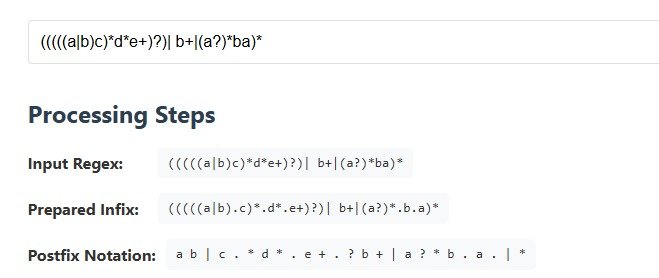 (((((a|b)c)*d*e+)?)| b+|(a?)*ba)*
Processing Steps
Input Regex: (((((a|b)c)*d*e+)?)| b+|(a?)*ba)*
Prepared Infix: (((((a|b).c)*.d*.e+)?)| b+|(a?)*.b.a)*
Postfix Notation: a b | c . * d * . e + . ? b + | a ? * b . a . | *